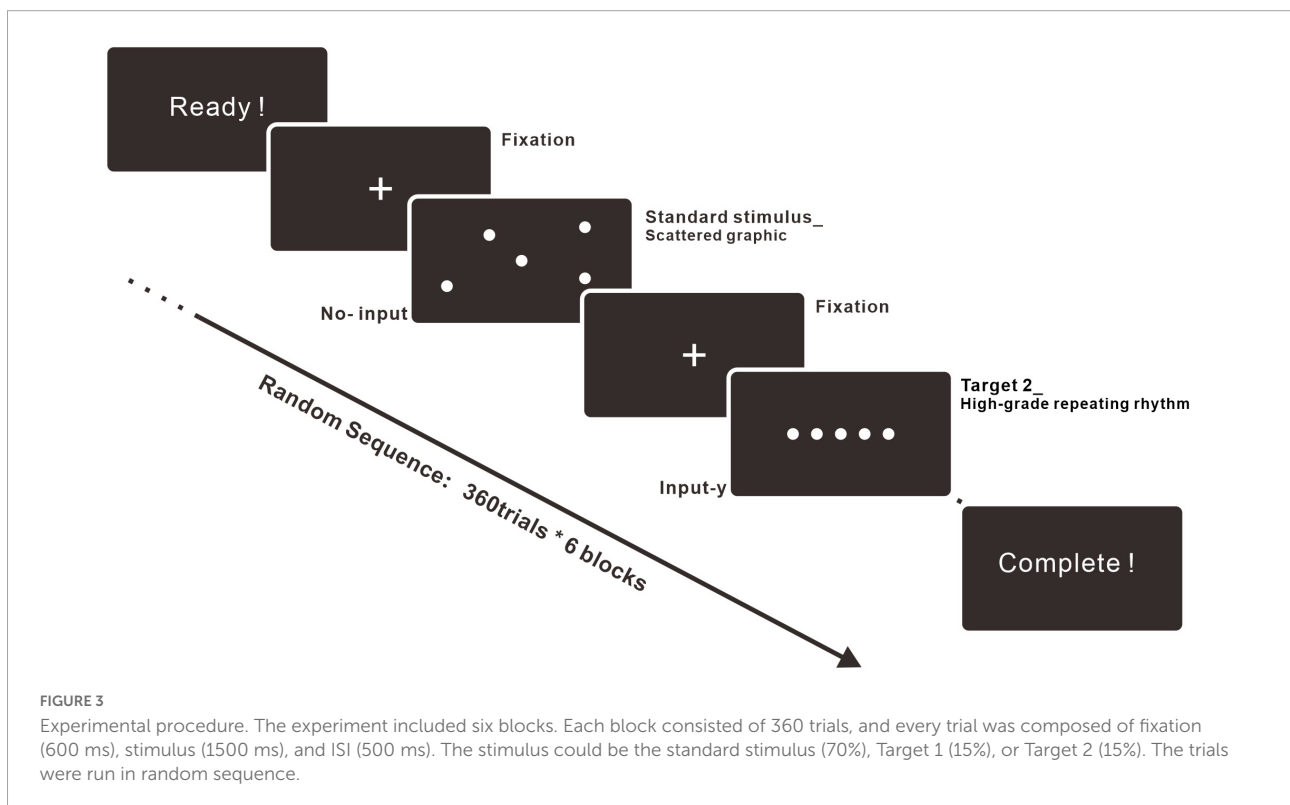 Ready !
Fixation
Standard stimulus_
Scattered graphic
No- input
Fixation
Target 2_
High-grade repeating rhythm
Input-y
Random Sequence: 360trials * 6 blocks
Complete !
FIGURE 3
Experimental procedure. The experiment included six blocks. Each block consisted of 360 trials, and every trial was composed of fixation
(600 ms), stimulus (1500 ms), and ISI (500 ms). The stimulus could be the standard stimulus (70%), Target 1 (15%), or Target 2 (15%). The trials
were run in random sequence.